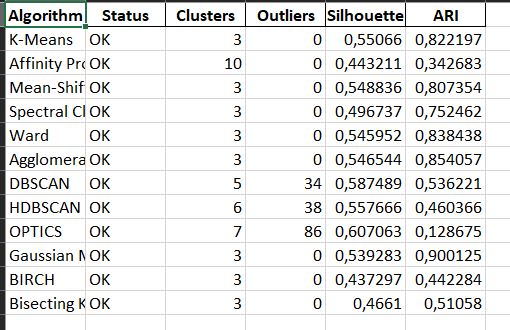 Algorithm Status Clusters Outliers Silhouette ARI
K-Means OK 3 0 0,55066 0,822197
Affinity Pr OK 10 0 0,443211 0,342683
Mean-Shif OK 3 0 0,548836 0,807354
Spectral Cl OK 3 0 0,496737 0,752462
Ward OK 3 0 0,545952 0,838438
Agglomera OK 3 0 0,546544 0,854057
DBSCAN OK 5 34 0,587489 0,536221
HDBSCAN OK 6 38 0,557666 0,460366
OPTICS OK 7 86 0,607063 0,128675
Gaussian M OK 3 0 0,539283 0,900125
BIRCH OK 3 0 0,437297 0,442284
Bisecting K OK 3 0 0,4661 0,51058